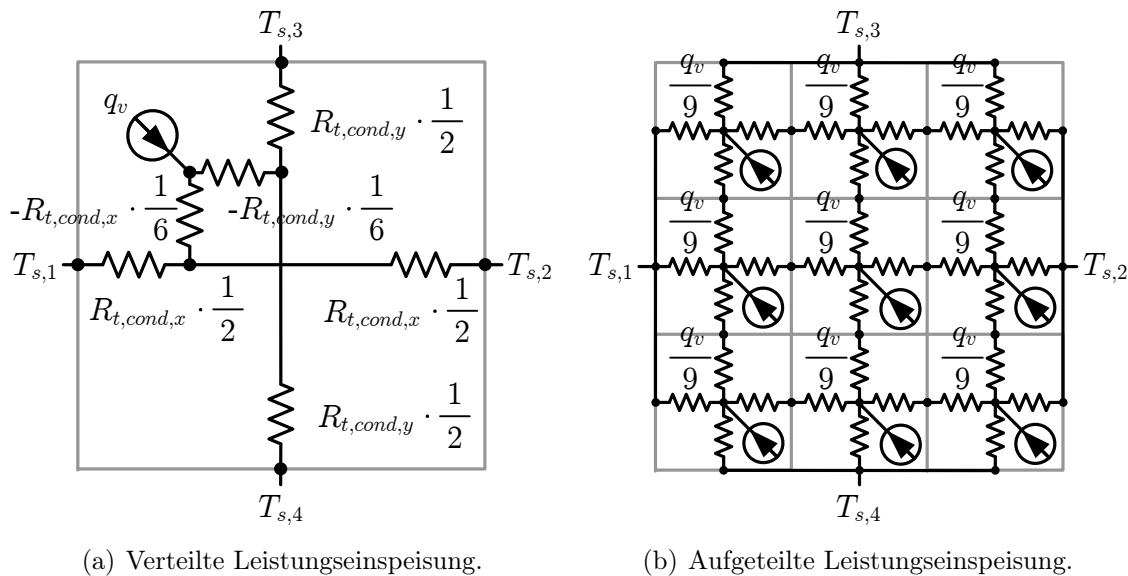 T_{s,3}
q_v
R_{t,cond,y} · 1/2
-R_{t,cond,x} · 1/6
-R_{t,cond,y} · 1/6
T_{s,1}
T_{s,2}
R_{t,cond,x} · 1/2
R_{t,cond,x} · 1/2
R_{t,cond,y} · 1/2
T_{s,4}
(a) Verteilte Leistungseinspeisung.
T_{s,3}
q_v/9 q_v/9 q_v/9
q_v/9 q_v/9 q_v/9
T_{s,1}
T_{s,2}
q_v/9 q_v/9 q_v/9
T_{s,4}
(b) Aufgeteilte Leistungseinspeisung.